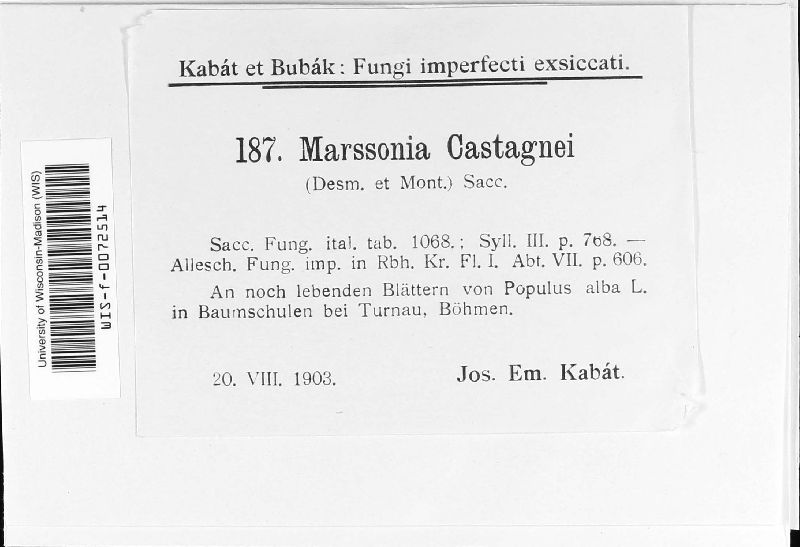 Kabát et Bubák: Fungi imperfecti exsiccati.
187. Marssonia Castagnei
(Desm. et Mont.) Sacc.
Sacc. Fung. ital. tab. 1068.; Syll. III. p. 768. —
Allesch. Fung. imp. in Rbh. Kr. Fl. I. Abt. VII. p. 606.
An noch lebenden Blättern von Populus alba L.
in Baumschulen bei Turnau, Böhmen.
20. VIII. 1903.
Jos. Em. Kabát.
University of Wisconsin-Madison (WIS)
WIS-f-0072514